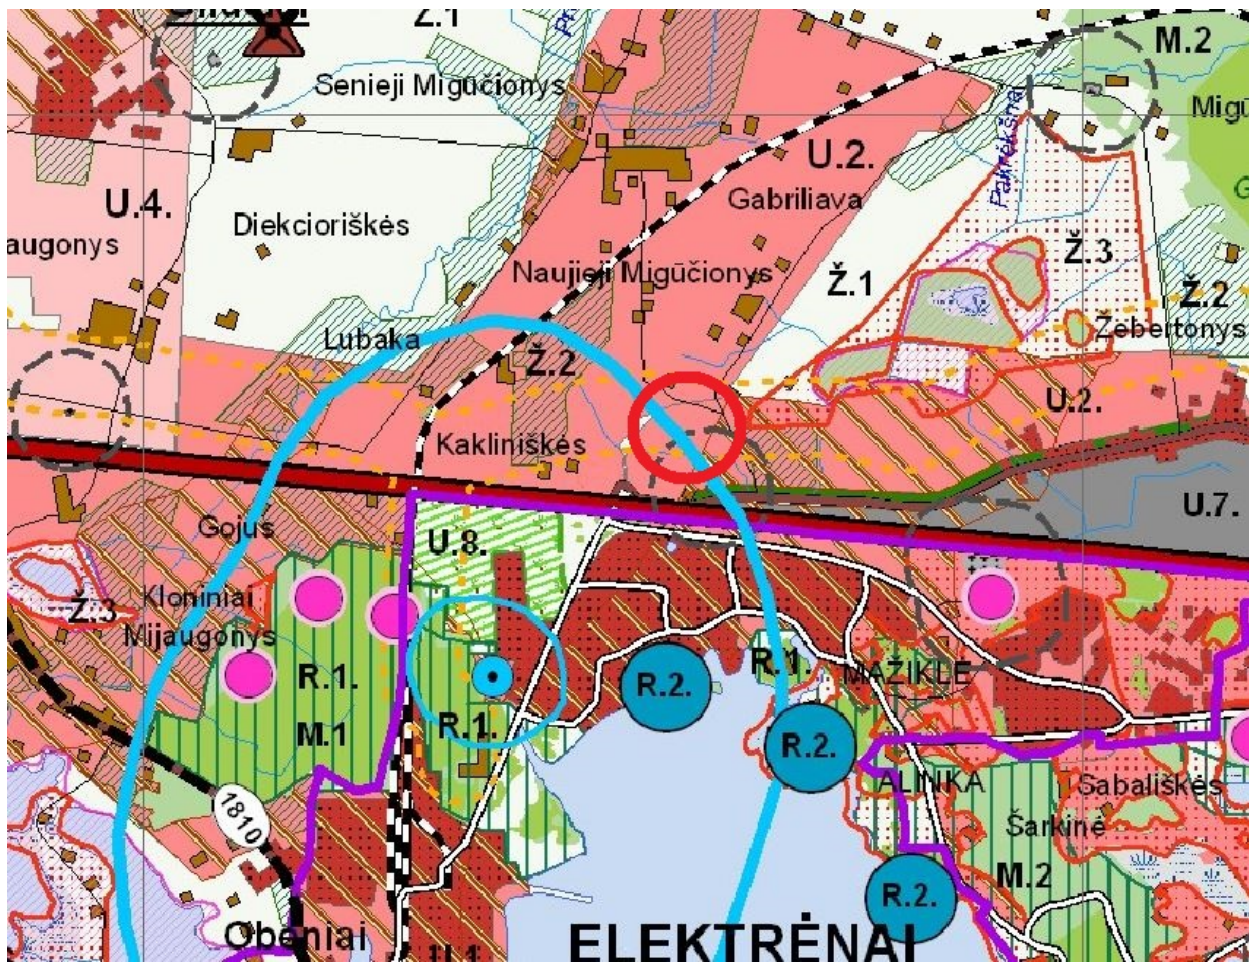 Ž.1
M.2
Senieji Migūčionys
U.2.
Pakrėkšna
U.4.
Gabriliava
Diekcioriškės
augonys
Ž.3
Naujieji Migūčionys
Ž.1
Ž.2
Žebertonys
Lubaka
Ž.2
U.2.
Kakliniškės
U.7.
Gojus
U.8.
Ž.3
Kloniniai
Mijaugonys
R.1.
R.1.
R.2.
MAŽIKLĖ
R.1.
M.1
R.2.
ALINKA
Sabališkės
1810
Šarkinė
M.2
R.2.
Obeniai
ELEKTRĖNAI
U.1